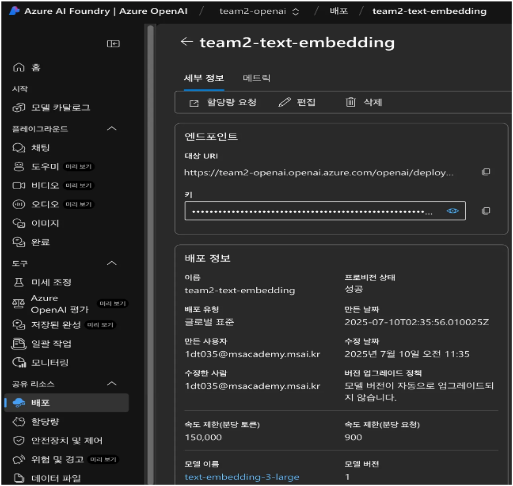 Azure AI Foundry | Azure OpenAI / team2-openai / 배포 / team2-text-embedding
홈
시작
모델 카탈로그
플레이그라운드
채팅
도우미 미리 보기
비디오 미리 보기
오디오 미리 보기
이미지
완료
도구
미세 조정
Azure
OpenAI 평가 미리 보기
저장된 완성 미리 보기
일괄 작업
모니터링
공유 리소스
배포
할당량
안전장치 및 제어
위험 및 경고 미리 보기
데이터 파일
← team2-text-embedding
세부 정보 메트릭
할당량 요청 편집 삭제
엔드포인트
대상 URI
https://team2-openai.openai.azure.com/openai/deploy...
키
배포 정보
이름 프로비전 상태
team2-text-embedding 성공
배포 유형 만든 날짜
글로벌 표준 2025-07-10T02:35:56.010025Z
만든 사용자 수정 날짜
1dt035@msacademy.msai.kr 2025년 7월 10일 오전 11:35
수정한 사람 버전 업그레이드 정책
1dt035@msacademy.msai.kr 모델 버전이 자동으로 업그레이드되
지 않습니다.
속도 제한(분당 토큰) 속도 제한(분당 요청)
150,000 900
모델 이름 모델 버전
text-embedding-3-large 1